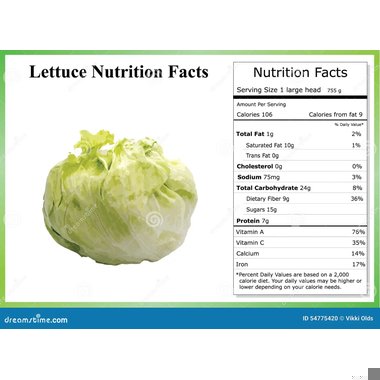 Lettuce Nutrition Facts
Nutrition Facts
Serving Size 1 large head 755 g
Amount Per Serving
Calories 106 Calories from fat 9
% Daily Value*
Total Fat 1g 2%
Saturated Fat 10g 1%
Trans Fat 0g
Cholesterol 0g 0%
Sodium 75mg 3%
Total Carbohydrate 24g 8%
Dietary Fiber 9g 36%
Sugars 15g
Protein 7g
Vitamin A 76%
Vitamin C 35%
Calcium 14%
Iron 17%
*Percent Daily Values are based on a 2,000
calorie diet. Your daily values may be higher or
lower depending on your calorie needs.
dreamstime.com
ID 54775420 © Vikki Olds